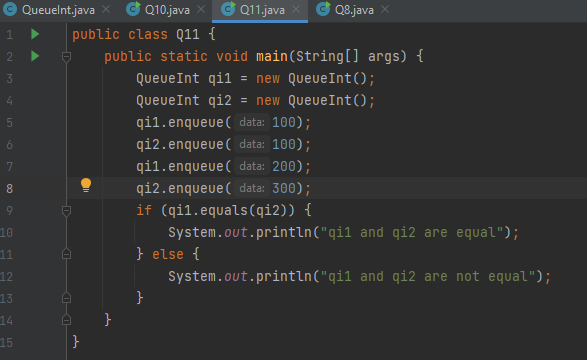 QueueInt.java × Q10.java × Q11.java × Q8.java ×
1 public class Q11 {
2 public static void main(String[] args) {
3 QueueInt qi1 = new QueueInt();
4 QueueInt qi2 = new QueueInt();
5 qi1.enqueue( data: 100);
6 qi2.enqueue( data: 100);
7 qi1.enqueue( data: 200);
8 qi2.enqueue( data: 300);
9 if (qi1.equals(qi2)) {
10 System.out.println("qi1 and qi2 are equal");
11 } else {
12 System.out.println("qi1 and qi2 are not equal");
13 }
14 }
15 }